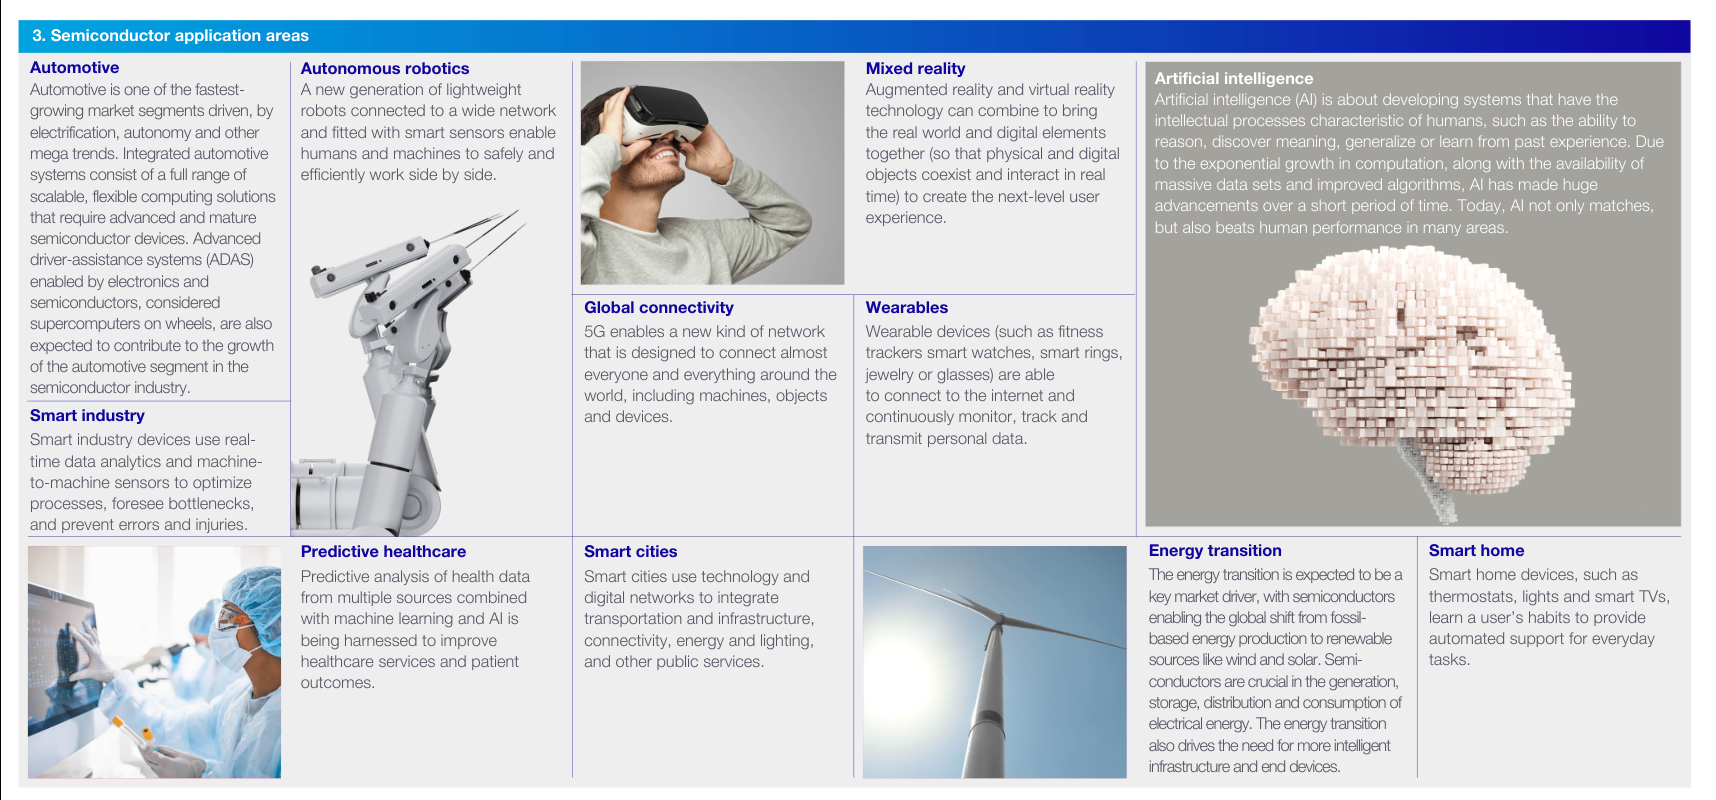 3. Semiconductor application areas
Automotive
Automotive is one of the fastest-
growing market segments driven, by
electrification, autonomy and other
mega trends. Integrated automotive
systems consist of a full range of
scalable, flexible computing solutions
that require advanced and mature
semiconductor devices. Advanced
driver-assistance systems (ADAS)
enabled by electronics and
semiconductors, considered
supercomputers on wheels, are also
expected to contribute to the growth
of the automotive segment in the
semiconductor industry.
Smart industry
Smart industry devices use real-
time data analytics and machine-
to-machine sensors to optimize
processes, foresee bottlenecks,
and prevent errors and injuries.
Autonomous robotics
A new generation of lightweight
robots connected to a wide network
and fitted with smart sensors enable
humans and machines to safely and
efficiently work side by side.
Mixed reality
Augmented reality and virtual reality
technology can combine to bring
the real world and digital elements
together (so that physical and digital
objects coexist and interact in real
time) to create the next-level user
experience.
Global connectivity
5G enables a new kind of network
that is designed to connect almost
everyone and everything around the
world, including machines, objects
and devices.
Wearables
Wearable devices (such as fitness
trackers smart watches, smart rings,
jewelry or glasses) are able
to connect to the internet and
continuously monitor, track and
transmit personal data.
Artificial intelligence
Artificial intelligence (AI) is about developing systems that have the
intellectual processes characteristic of humans, such as the ability to
reason, discover meaning, generalize or learn from past experience. Due
to the exponential growth in computation, along with the availability of
massive data sets and improved algorithms, AI has made huge
advancements over a short period of time. Today, AI not only matches,
but also beats human performance in many areas.
Predictive healthcare
Predictive analysis of health data
from multiple sources combined
with machine learning and AI is
being harnessed to improve
healthcare services and patient
outcomes.
Smart cities
Smart cities use technology and
digital networks to integrate
transportation and infrastructure,
connectivity, energy and lighting,
and other public services.
Energy transition
The energy transition is expected to be a
key market driver, with semiconductors
enabling the global shift from fossil-
based energy production to renewable
sources like wind and solar. Semi-
conductors are crucial in the generation,
storage, distribution and consumption of
electrical energy. The energy transition
also drives the need for more intelligent
infrastructure and end devices.
Smart home
Smart home devices, such as
thermostats, lights and smart TVs,
learn a user's habits to provide
automated support for everyday
tasks.